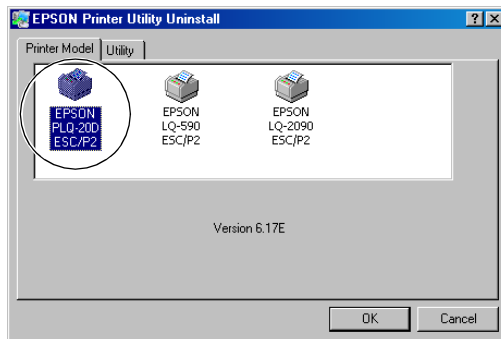 EPSON Printer Utility Uninstall
Printer Model
Utility
EPSON
PLQ-20D
ESC/P2
EPSON
LQ-590
ESC/P2
EPSON
LQ-2090
ESC/P2
Version 6.17E
OK
Cancel